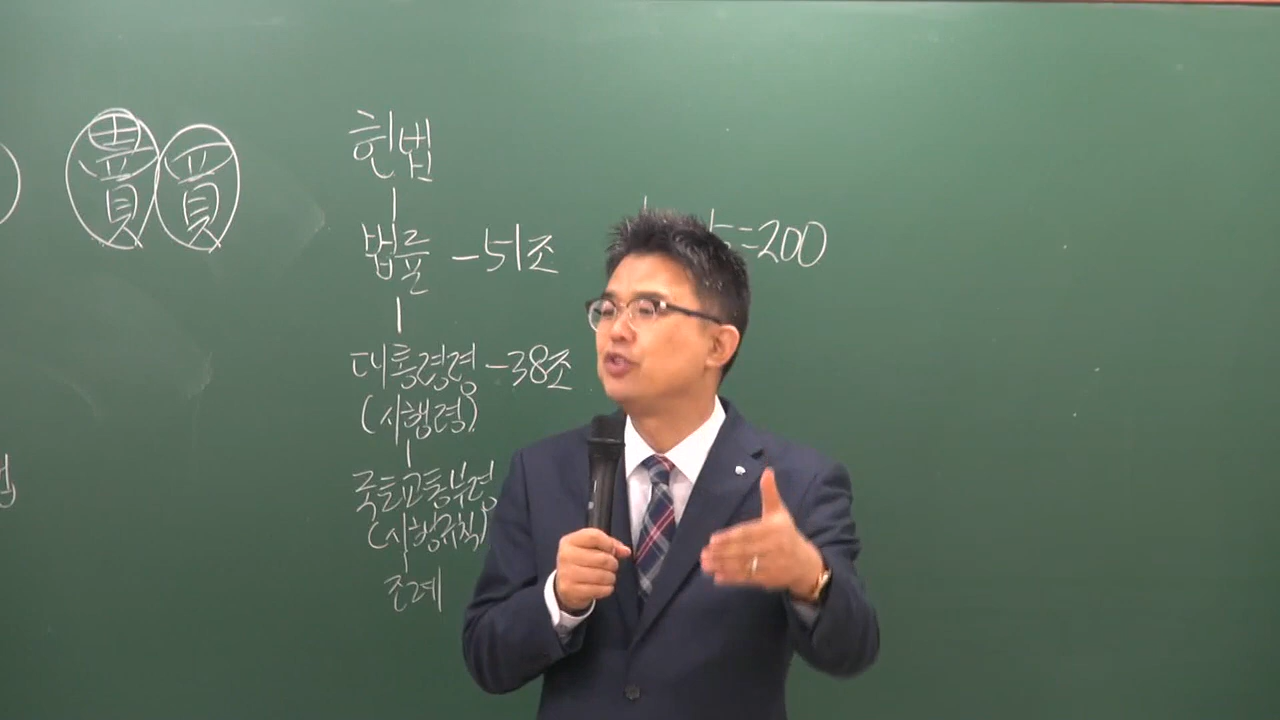 賣 買
헌법
법률 - 51조
대통령령 - 38조
(시행령)
국토교통부령
(시행규칙)
조례
=200